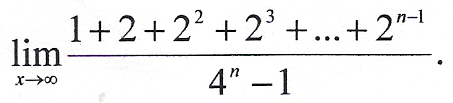 lim x→∞ (1+2+2²+2³+...+2ⁿ⁻¹)/(4ⁿ −1).